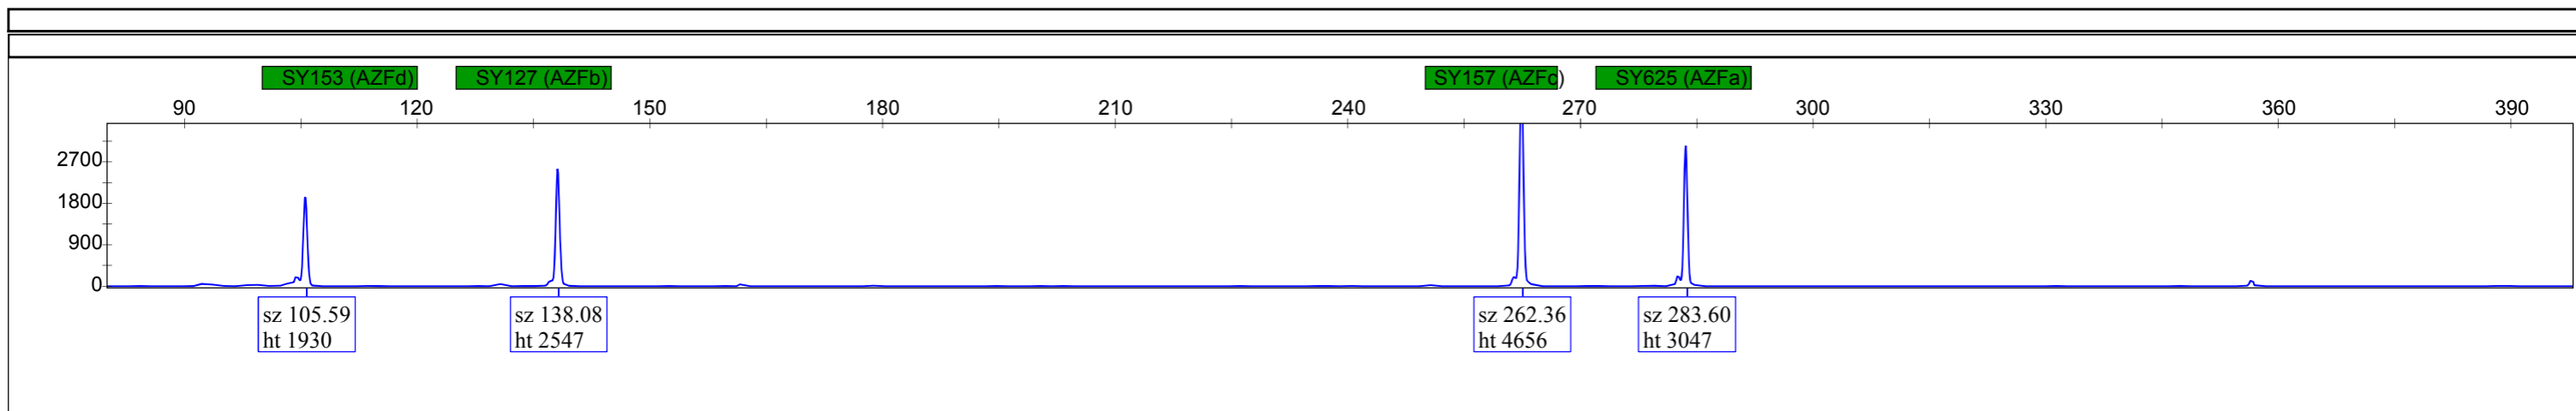 SY153 (AZFd) SY127 (AZFb) SY157 (AZFc) SY625 (AZFa)
90 120 150 180 210 240 270 300 330 360 390
2700
1800
900
0
sz 105.59
ht 1930
sz 138.08
ht 2547
sz 262.36
ht 4656
sz 283.60
ht 3047